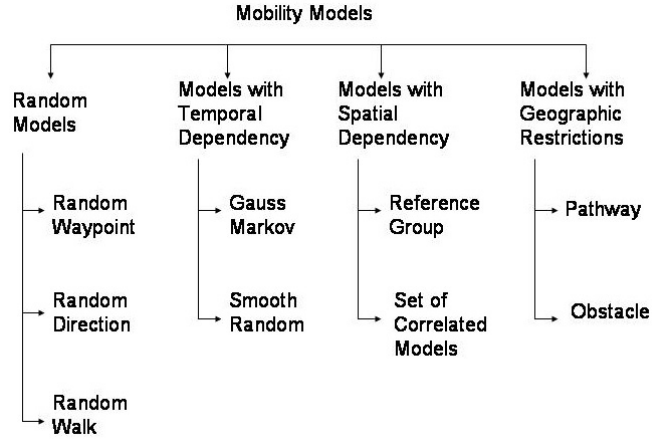 Mobility Models
Random
Models
Models with
Temporal
Dependency
Models with
Spatial
Dependency
Models with
Geographic
Restrictions
Random
Waypoint
Random
Direction
Random
Walk
Gauss
Markov
Smooth
Random
Reference
Group
Set of
Correlated
Models
Pathway
Obstacle